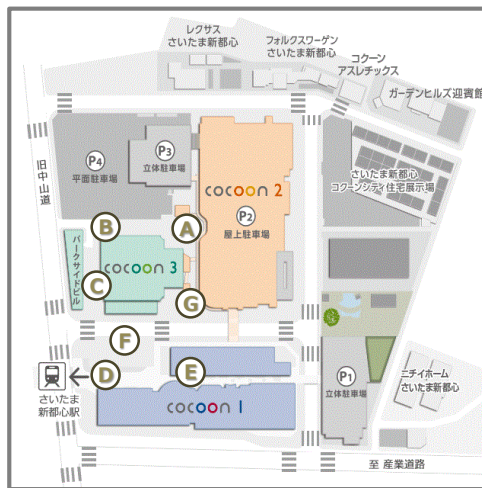 レクサス
さいたま新都心
フォルクスワーゲン
さいたま新都心
コクーン
アスレチックス
ガーデンヒルズ迎賓館
P3
立体駐車場
P4
平面駐車場
旧中山道
cocoon 2
P2
屋上駐車場
さいたま新都心
コクーンシティ住宅展示場
A
B
cocoon 3
パークサイドビル
C
G
F
D
E
さいたま
新都心駅
cocoon 1
P1
立体駐車場
ニチイホーム
さいたま新都心
至 産業道路